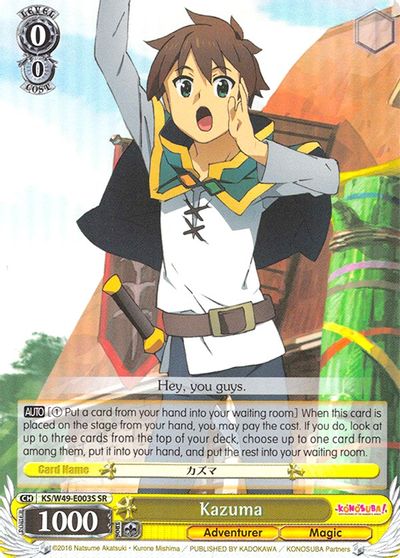 LEVEL
0
0
COST
Hey, you guys.
AUTO [① Put a card from your hand into your waiting room] When this card is
placed on the stage from your hand, you may pay the cost. If you do, look at
up to three cards from the top of your deck, choose up to one card from
among them, put it into your hand, and put the rest into your waiting room.
Card Name カズマ
CH KS/W49-E003S SR
POWER 1000 SOUL Kazuma KONOSUBA!
Adventurer Magic
©2016 Natsume Akatsuki・Kurone Mishima / PUBLISHED BY KADOKAWA / KONOSUBA Partners